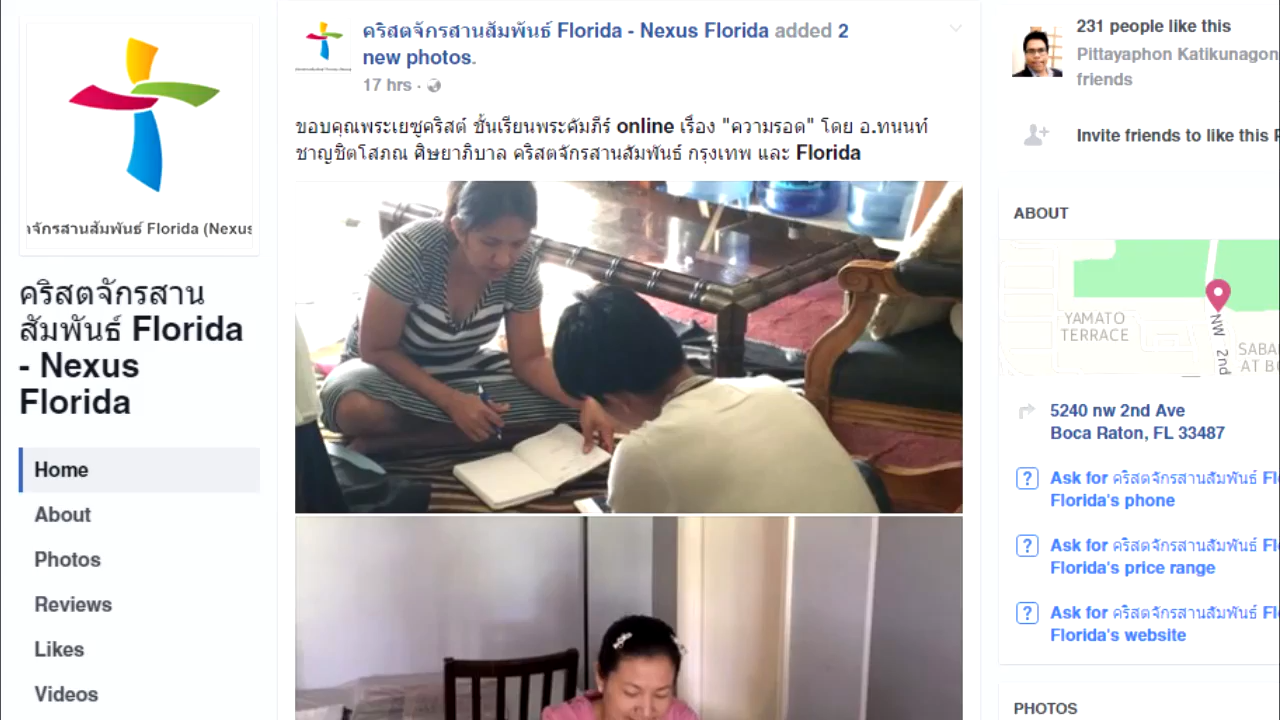 จักรสานสัมพันธ์ Florida (Nexus
คริสตจักรสาน
สัมพันธ์ Florida
- Nexus
Florida
Home
About
Photos
Reviews
Likes
Videos
คริสตจักรสานสัมพันธ์ Florida - Nexus Florida added 2
new photos.
17 hrs ·
ขอบคุณพระเยซูคริสต์ ชั้นเรียนพระคัมภีร์ online เรื่อง "ความรอด" โดย อ.ทนนท์
ชาญชิตโสภณ ศิษยาภิบาล คริสตจักรสานสัมพันธ์ กรุงเทพ และ Florida
231 people like this
Pittayaphon Katikunagon
friends
Invite friends to like this
ABOUT
YAMATO
TERRACE
NW 2nd
SABA
AT B
5240 nw 2nd Ave
Boca Raton, FL 33487
Ask for คริสตจักรสานสัมพันธ์ Fl
Florida's phone
Ask for คริสตจักรสานสัมพันธ์ Fl
Florida's price range
Ask for คริสตจักรสานสัมพันธ์ Fl
Florida's website
PHOTOS